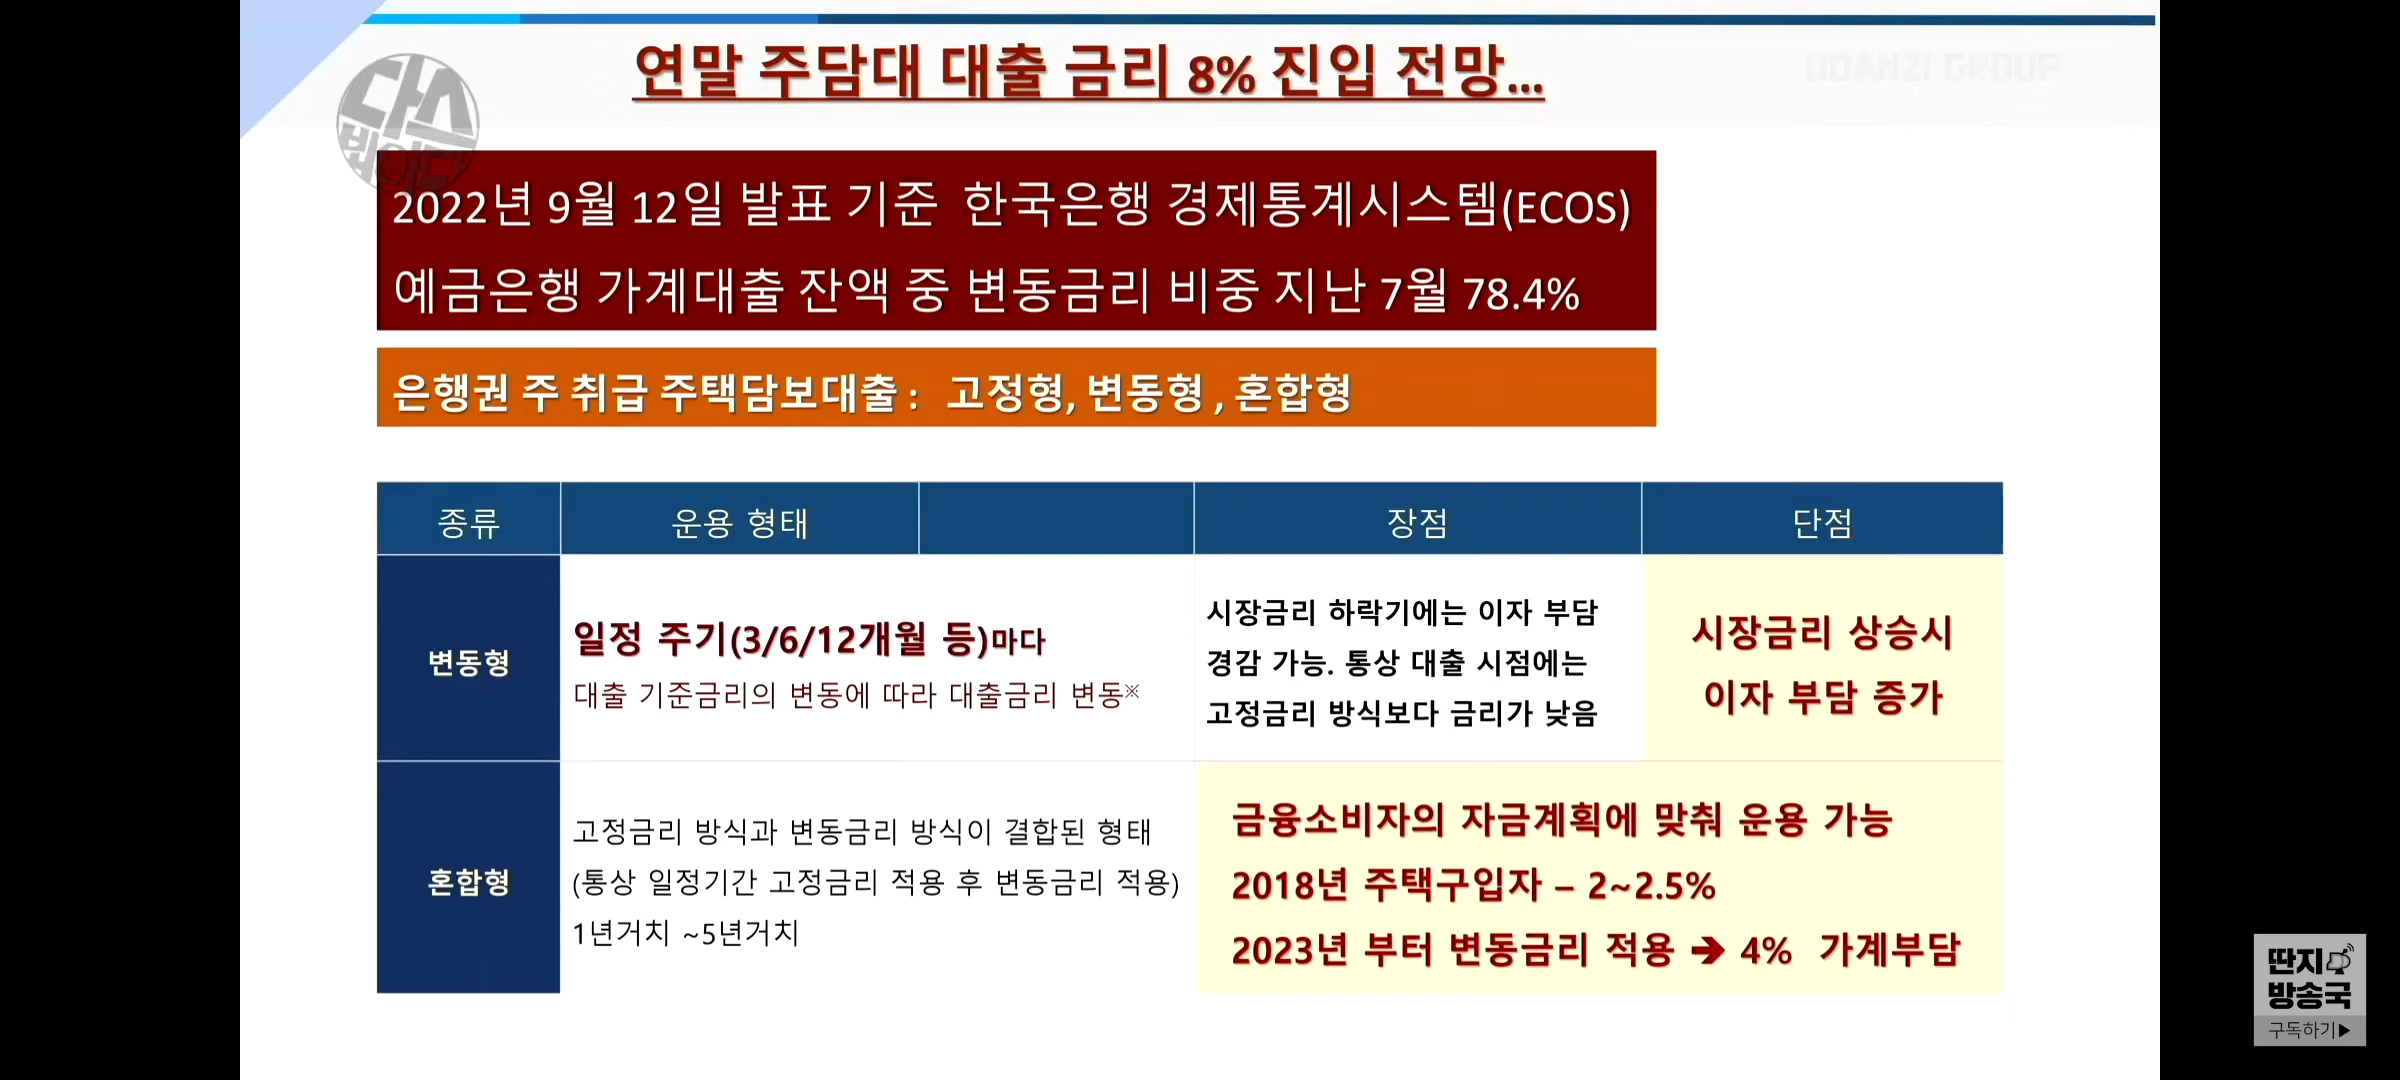 연말 주담대 대출 금리 8% 진입 전망...
DDANZI GROUP
다스
뵈이다
2022년 9월 12일 발표 기준 한국은행 경제통계시스템(ECOS)
예금은행 가계대출 잔액 중 변동금리 비중 지난 7월 78.4%
은행권 주 취급 주택담보대출 : 고정형, 변동형 , 혼합형
종류 운용 형태 장점 단점
변동형
일정 주기(3/6/12개월 등)마다
대출 기준금리의 변동에 따라 대출금리 변동※
시장금리 하락기에는 이자 부담
경감 가능. 통상 대출 시점에는
고정금리 방식보다 금리가 낮음
시장금리 상승시
이자 부담 증가
혼합형
고정금리 방식과 변동금리 방식이 결합된 형태
(통상 일정기간 고정금리 적용 후 변동금리 적용)
1년거치 ~5년거치
금융소비자의 자금계획에 맞춰 운용 가능
2018년 주택구입자 – 2~2.5%
2023년 부터 변동금리 적용 ➔ 4% 가계부담
딴지
방송국
구독하기▶